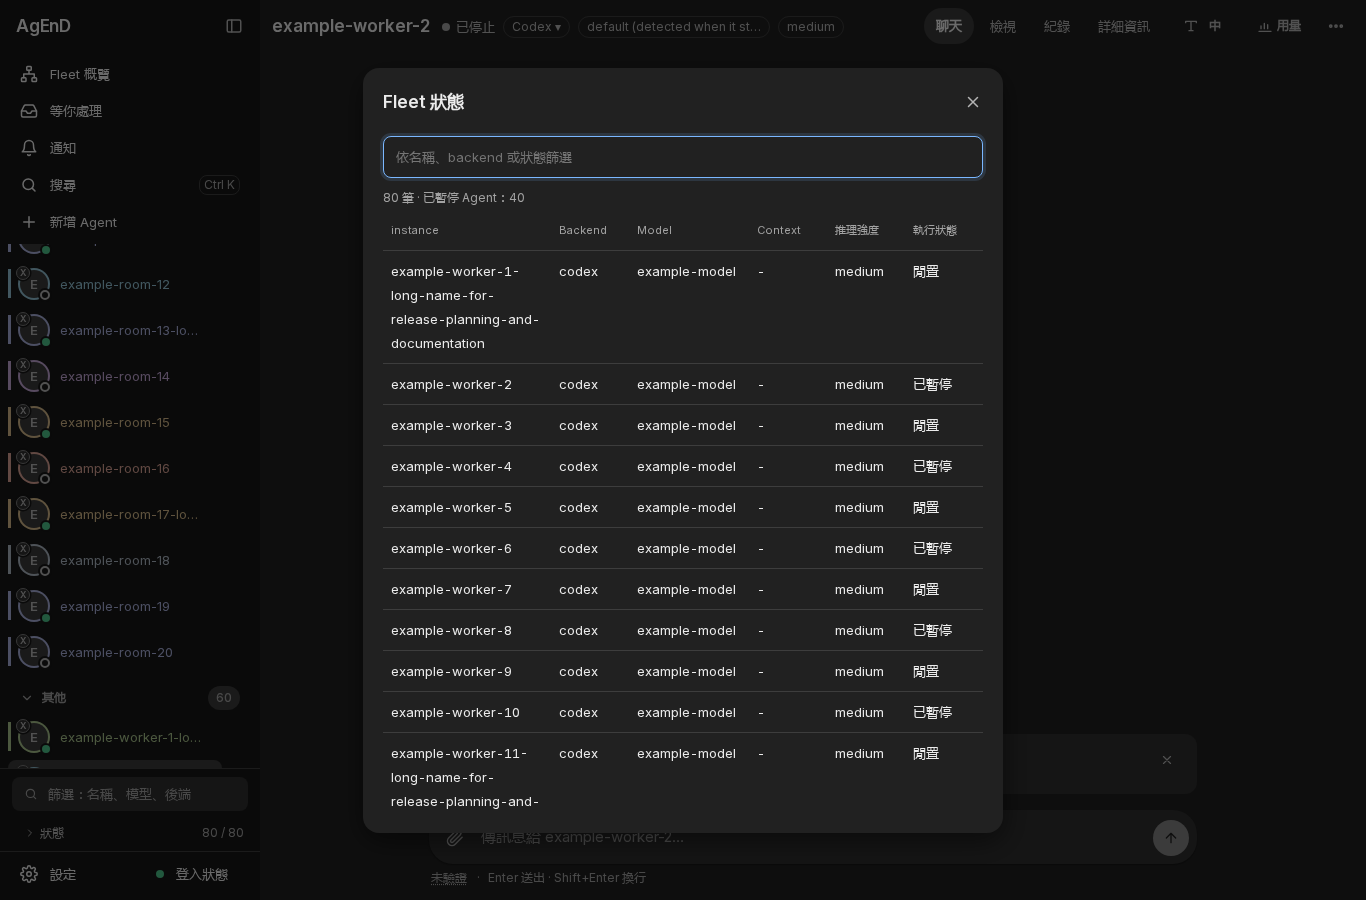 AgEnD
Fleet 概覽
等你處理
通知
搜尋
Ctrl K
新增 Agent
X
E
example-room-12
X
E
example-room-13-lo...
X
E
example-room-14
X
E
example-room-15
X
E
example-room-16
X
E
example-room-17-lo...
X
E
example-room-18
X
E
example-room-19
X
E
example-room-20
其他
60
X
E
example-worker-1-lo...
篩選：名稱、模型、後端
狀態
80 / 80
設定
登入狀態
example-worker-2
已停止
Codex ▾
default (detected when it st...
medium
聊天
檢視
紀錄
詳細資訊
中
用量
Fleet 狀態
依名稱、backend 或狀態篩選
80 筆 · 已暫停 Agent：40
instance Backend Model Context 推理強度 執行狀態
example-worker-1- codex example-model - medium 閒置
long-name-for-
release-planning-and-
documentation
example-worker-2 codex example-model - medium 已暫停
example-worker-3 codex example-model - medium 閒置
example-worker-4 codex example-model - medium 已暫停
example-worker-5 codex example-model - medium 閒置
example-worker-6 codex example-model - medium 已暫停
example-worker-7 codex example-model - medium 閒置
example-worker-8 codex example-model - medium 已暫停
example-worker-9 codex example-model - medium 閒置
example-worker-10 codex example-model - medium 已暫停
example-worker-11- codex example-model - medium 閒置
long-name-for-
release-planning-and-
傳訊息給 example-worker-2...
未驗證 · Enter 送出 · Shift+Enter 換行